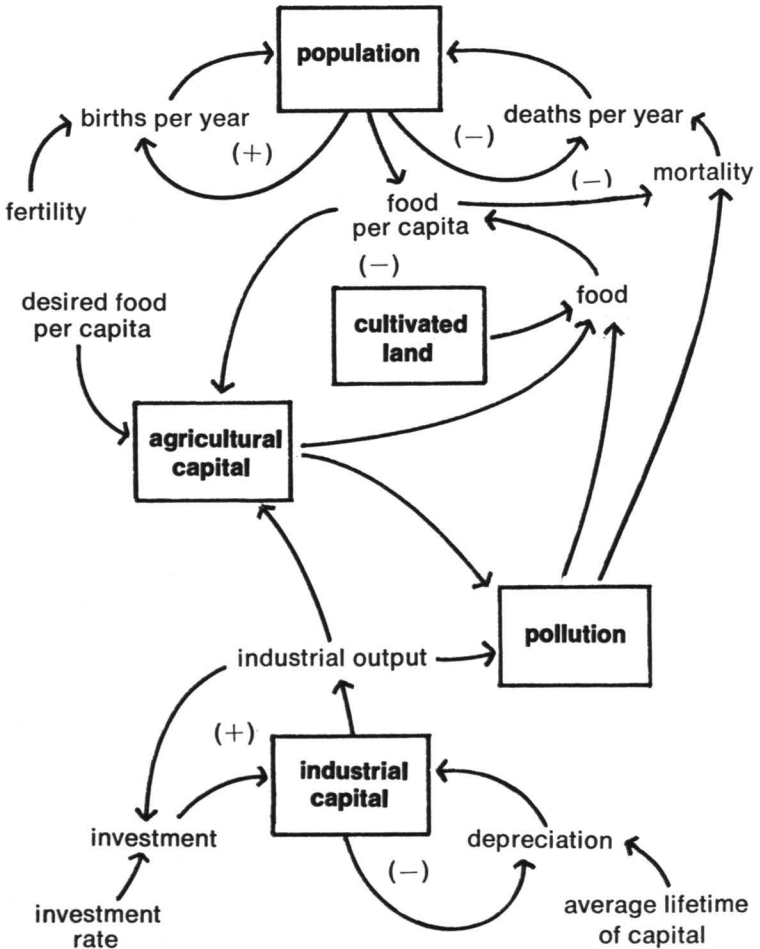 population
births per year
deaths per year
(+)
(−)
fertility
(−)
mortality
food
per capita
(−)
desired food
per capita
cultivated
land
food
agricultural
capital
pollution
industrial output
(+)
industrial
capital
investment
depreciation
(−)
investment
rate
average lifetime
of capital